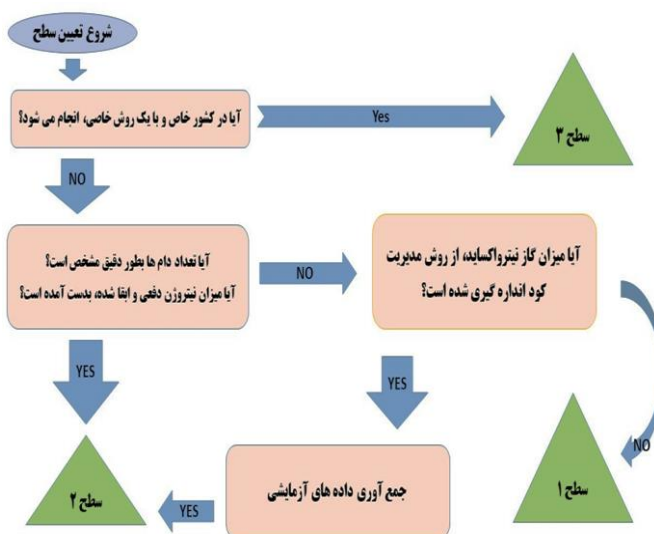 شروع تعیین سطح
آیا در کشور خاص و با یک روش خاصی، انجام می شود؟
Yes
سطح ۳
NO
آیا تعداد دام ها بطور دقیق مشخص است؟
آیا میزان نیتروژن دفعی و ابقا شده، بدست آمده است؟
NO
آیا میزان گاز نیترواکساید، از روش مدیریت
کود اندازه گیری شده است؟
YES
YES
NO
سطح ۲
YES
جمع آوری داده های آزمایشی
سطح ۱